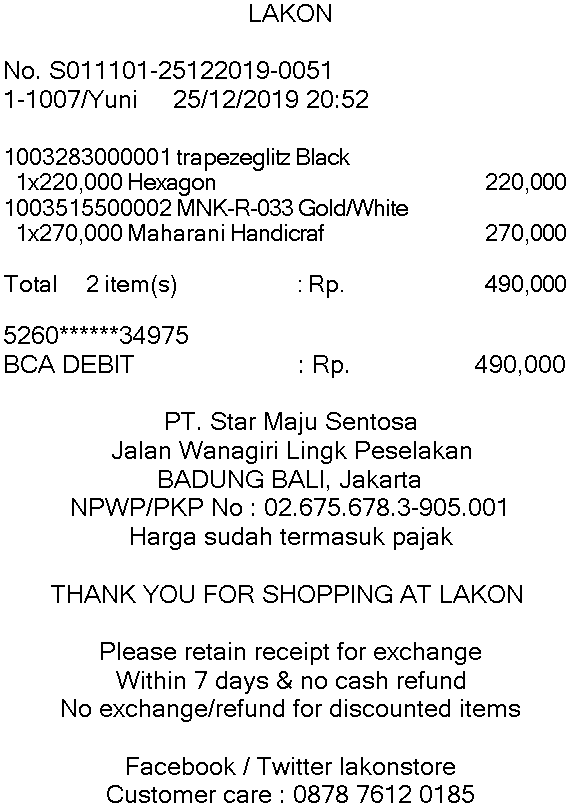 LAKON
No. S011101-25122019-0051
1-1007/Yuni 25/12/2019 20:52
1003283000001 trapezeglitz Black
1x220,000 Hexagon 220,000
1003515500002 MNK-R-033 Gold/White
1x270,000 Maharani Handicraf 270,000
Total 2 item(s) : Rp. 490,000
5260******34975
BCA DEBIT : Rp. 490,000
PT. Star Maju Sentosa
Jalan Wanagiri Lingk Peselakan
BADUNG BALI, Jakarta
NPWP/PKP No : 02.675.678.3-905.001
Harga sudah termasuk pajak
THANK YOU FOR SHOPPING AT LAKON
Please retain receipt for exchange
Within 7 days & no cash refund
No exchange/refund for discounted items
Facebook / Twitter lakonstore
Customer care : 0878 7612 0185